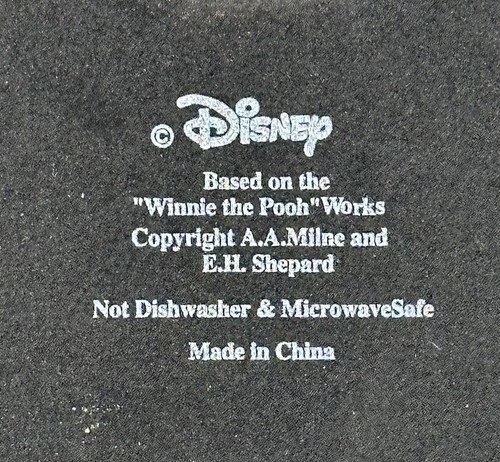 © Disney
Based on the
"Winnie the Pooh"Works
Copyright A.A.Milne and
E.H. Shepard
Not Dishwasher & MicrowaveSafe
Made in China